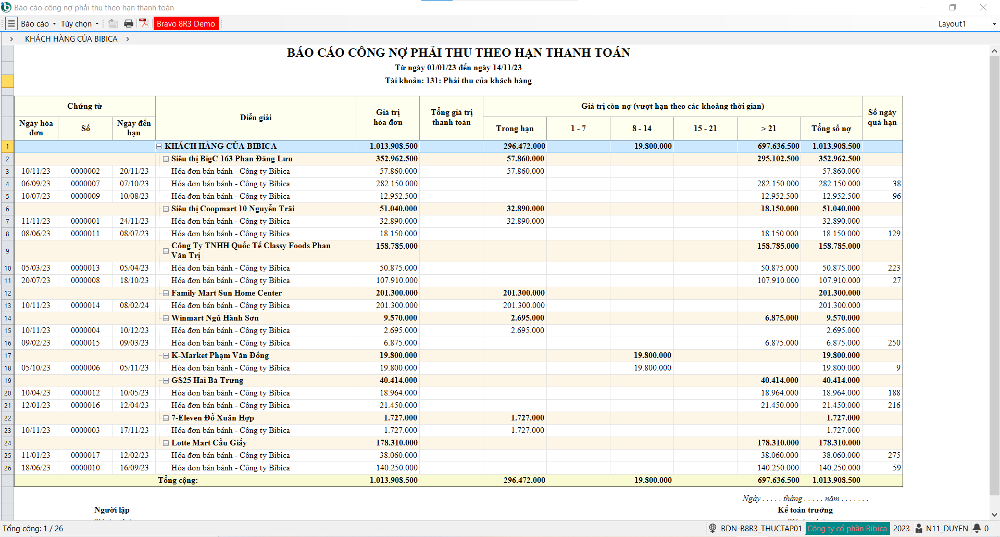 Báo cáo công nợ phải thu theo hạn thanh toán
Báo cáo Tùy chọn Bravo 8R3 Demo Layout1
KHÁCH HÀNG CỦA BIBICA
BÁO CÁO CÔNG NỢ PHẢI THU THEO HẠN THANH TOÁN
Từ ngày 01/01/23 đến ngày 14/11/23
Tài khoản: 131: Phải thu của khách hàng
Chứng từ Diễn giải Giá trị hóa đơn Tổng giá trị thanh toán Giá trị còn nợ (vượt hạn theo các khoảng thời gian) Số ngày quá hạn
Ngày hóa đơn Số Ngày đến hạn Trong hạn 1 - 7 8 - 14 15 - 21 > 21 Tổng số nợ
1 KHÁCH HÀNG CỦA BIBICA 1.013.908.500 296.472.000 19.800.000 697.636.500 1.013.908.500
2 Siêu thị BigC 163 Phan Đăng Lưu 352.962.500 57.860.000 295.102.500 352.962.500
3 10/11/23 0000002 20/11/23 Hóa đơn bán bánh - Công ty Bibica 57.860.000 57.860.000 57.860.000
4 06/09/23 0000007 07/10/23 Hóa đơn bán bánh - Công ty Bibica 282.150.000 282.150.000 282.150.000 38
5 10/07/23 0000009 10/08/23 Hóa đơn bán bánh - Công ty Bibica 12.952.500 12.952.500 12.952.500 96
6 Siêu thị Coopmart 10 Nguyễn Trãi 51.040.000 32.890.000 18.150.000 51.040.000
7 11/11/23 0000001 24/11/23 Hóa đơn bán bánh - Công ty Bibica 32.890.000 32.890.000 32.890.000
8 08/06/23 0000011 08/07/23 Hóa đơn bán bánh - Công ty Bibica 18.150.000 18.150.000 18.150.000 129
9 Công Ty TNHH Quốc Tế Classy Foods Phan Văn Trị 158.785.000 158.785.000 158.785.000
10 05/03/23 0000013 05/04/23 Hóa đơn bán bánh - Công ty Bibica 50.875.000 50.875.000 50.875.000 223
11 20/07/23 0000008 18/10/23 Hóa đơn bán bánh - Công ty Bibica 107.910.000 107.910.000 107.910.000 27
12 Family Mart Sun Home Center 201.300.000 201.300.000 201.300.000
13 10/11/23 0000014 08/02/24 Hóa đơn bán bánh - Công ty Bibica 201.300.000 201.300.000 201.300.000
14 Winmart Ngũ Hành Sơn 9.570.000 2.695.000 6.875.000 9.570.000
15 10/11/23 0000004 10/12/23 Hóa đơn bán bánh - Công ty Bibica 2.695.000 2.695.000 2.695.000
16 09/02/23 0000015 09/03/23 Hóa đơn bán bánh - Công ty Bibica 6.875.000 6.875.000 6.875.000 250
17 K-Market Phạm Văn Đồng 19.800.000 19.800.000 19.800.000
18 05/10/23 0000006 05/11/23 Hóa đơn bán bánh - Công ty Bibica 19.800.000 19.800.000 19.800.000 9
19 GS25 Hai Bà Trưng 40.414.000 40.414.000 40.414.000
20 10/04/23 0000012 10/05/23 Hóa đơn bán bánh - Công ty Bibica 18.964.000 18.964.000 18.964.000 188
21 12/01/23 0000016 12/04/23 Hóa đơn bán bánh - Công ty Bibica 21.450.000 21.450.000 21.450.000 216
22 7-Eleven Đỗ Xuân Hợp 1.727.000 1.727.000 1.727.000
23 10/11/23 0000003 17/11/23 Hóa đơn bán bánh - Công ty Bibica 1.727.000 1.727.000 1.727.000
24 Lotte Mart Cầu Giấy 178.310.000 178.310.000 178.310.000
25 11/01/23 0000017 12/02/23 Hóa đơn bán bánh - Công ty Bibica 38.060.000 38.060.000 38.060.000 275
26 18/06/23 0000010 16/09/23 Hóa đơn bán bánh - Công ty Bibica 140.250.000 140.250.000 140.250.000 59
Tổng cộng: 1.013.908.500 296.472.000 19.800.000 697.636.500 1.013.908.500
Ngày . . . . . tháng . . . . . năm . . . . . . .
Người lập Kế toán trưởng
Tổng cộng: 1 / 26 BDN-B8R3_THUCTAP01 Công ty cổ phần Bibica 2023 N11_DUYEN 0